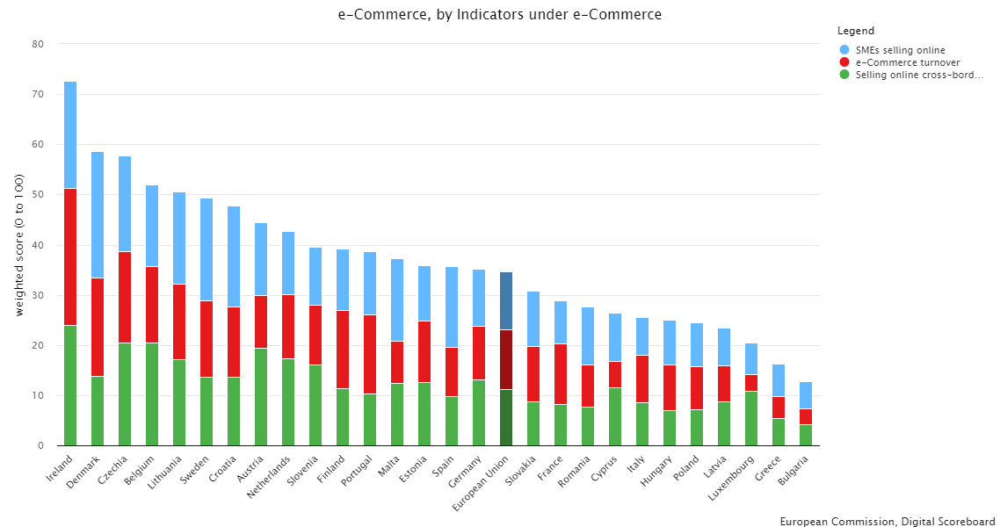 e-Commerce, by Indicators under e-Commerce
Legend
SMEs selling online
e-Commerce turnover
Selling online cross-bord...
weighted score (0 to 100)
80
70
60
50
40
30
20
10
0
Ireland
Denmark
Czechia
Belgium
Lithuania
Sweden
Croatia
Austria
Netherlands
Slovenia
Finland
Portugal
Malta
Estonia
Spain
Germany
European Union
Slovakia
France
Romania
Cyprus
Italy
Hungary
Poland
Latvia
Luxembourg
Greece
Bulgaria
European Commission, Digital Scoreboard